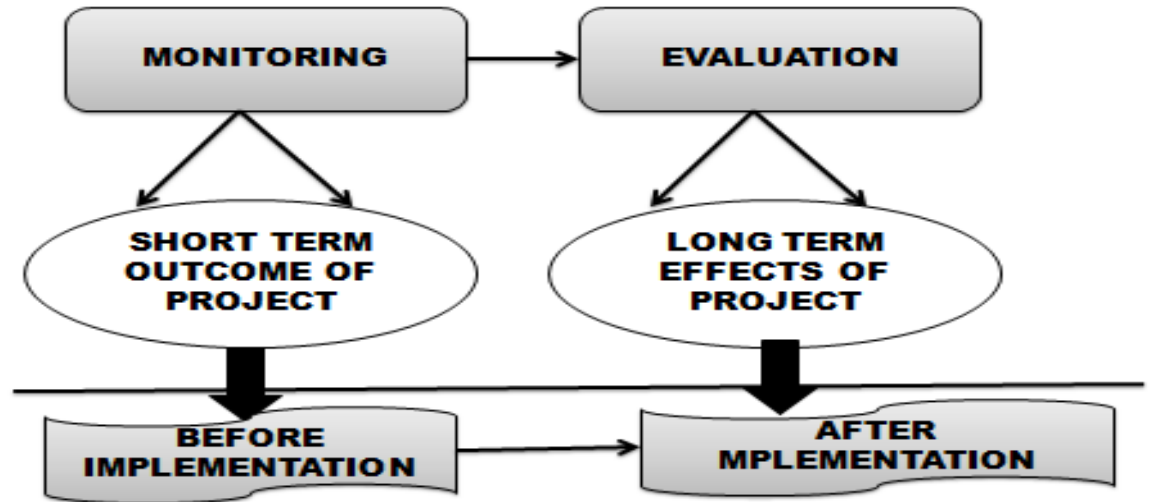 MONITORING
EVALUATION
SHORT TERM
OUTCOME OF
PROJECT
LONG TERM
EFFECTS OF
PROJECT
BEFORE
IMPLEMENTATION
AFTER
MPLEMENTATION